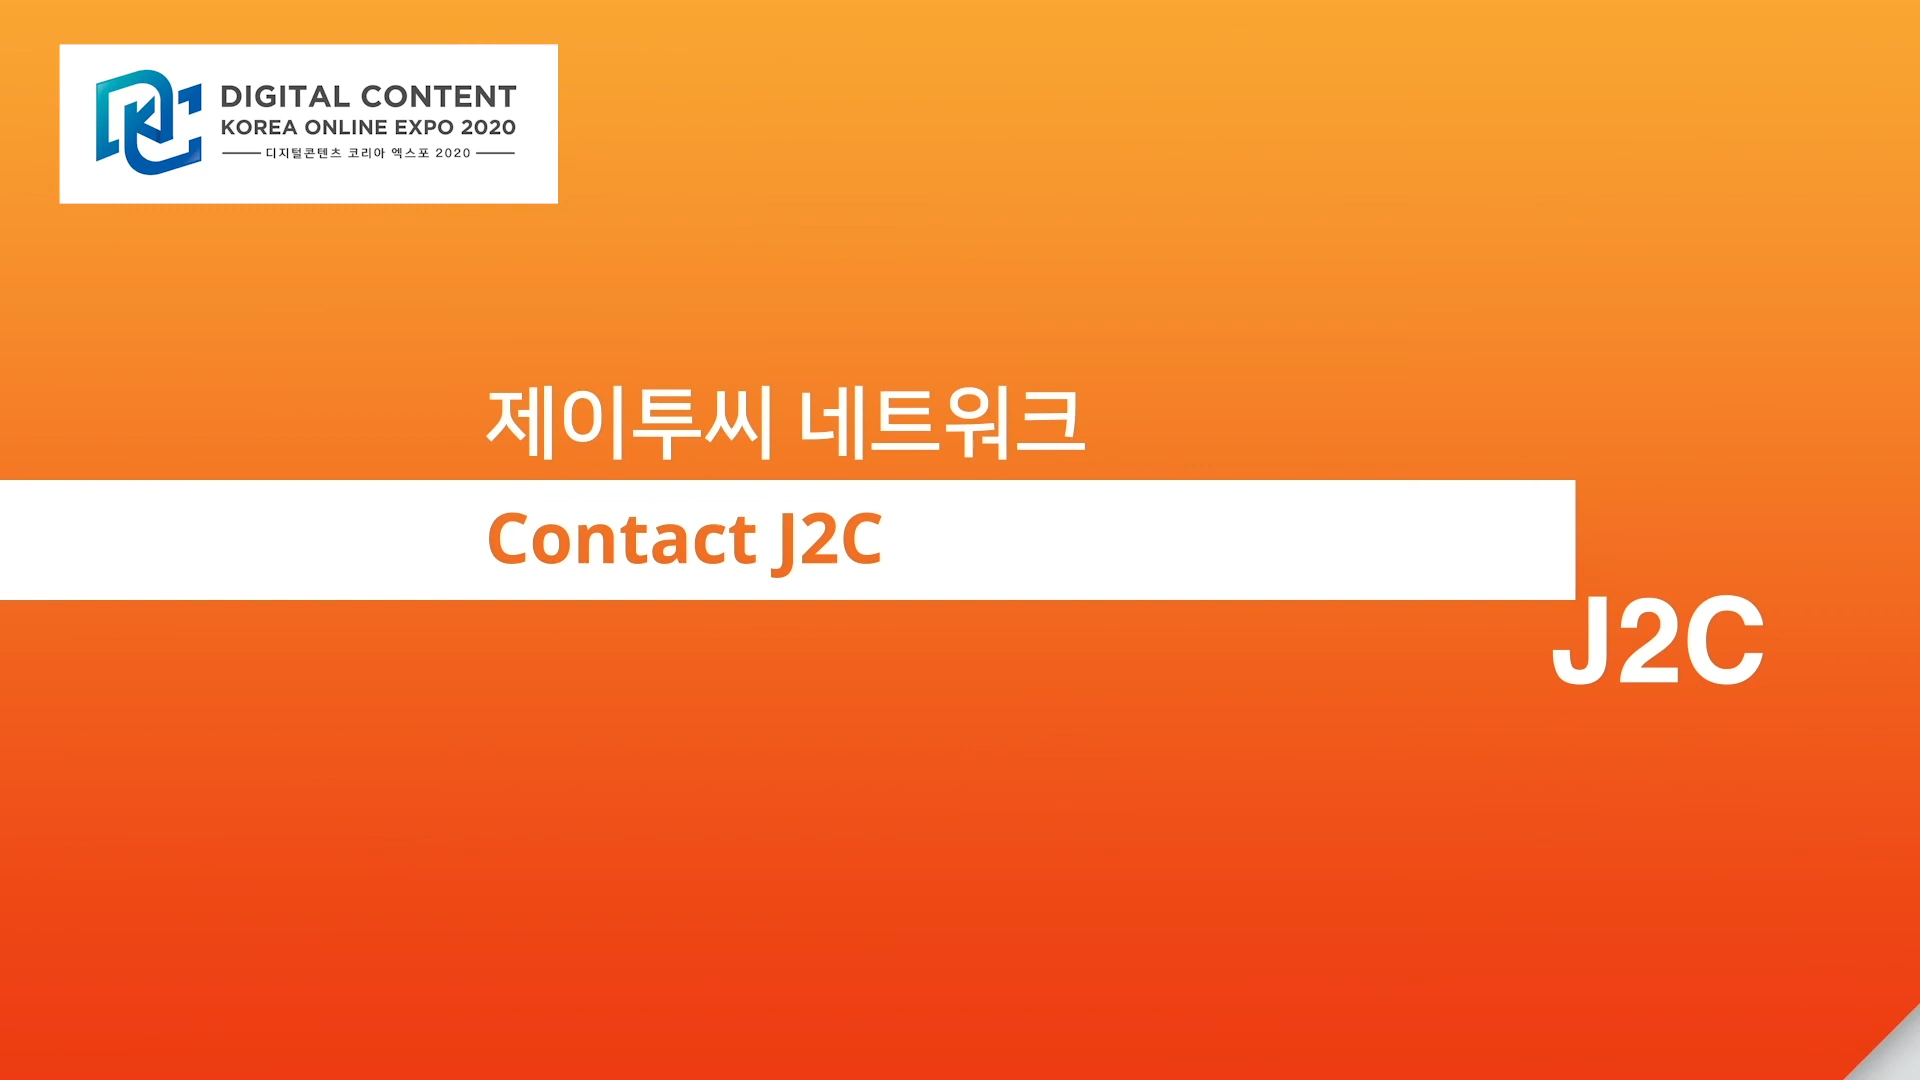 DIGITAL CONTENT
KOREA ONLINE EXPO 2020
디지털콘텐츠 코리아 엑스포 2020
제이투씨 네트워크
Contact J2C
J2C